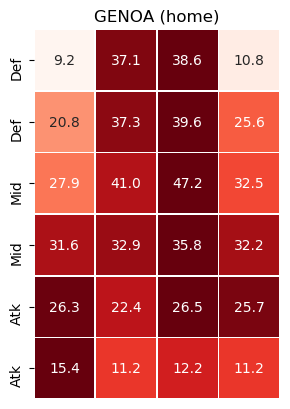 GENOA (home)
Def 9.2 37.1 38.6 10.8
Def 20.8 37.3 39.6 25.6
Mid 27.9 41.0 47.2 32.5
Mid 31.6 32.9 35.8 32.2
Atk 26.3 22.4 26.5 25.7
Atk 15.4 11.2 12.2 11.2